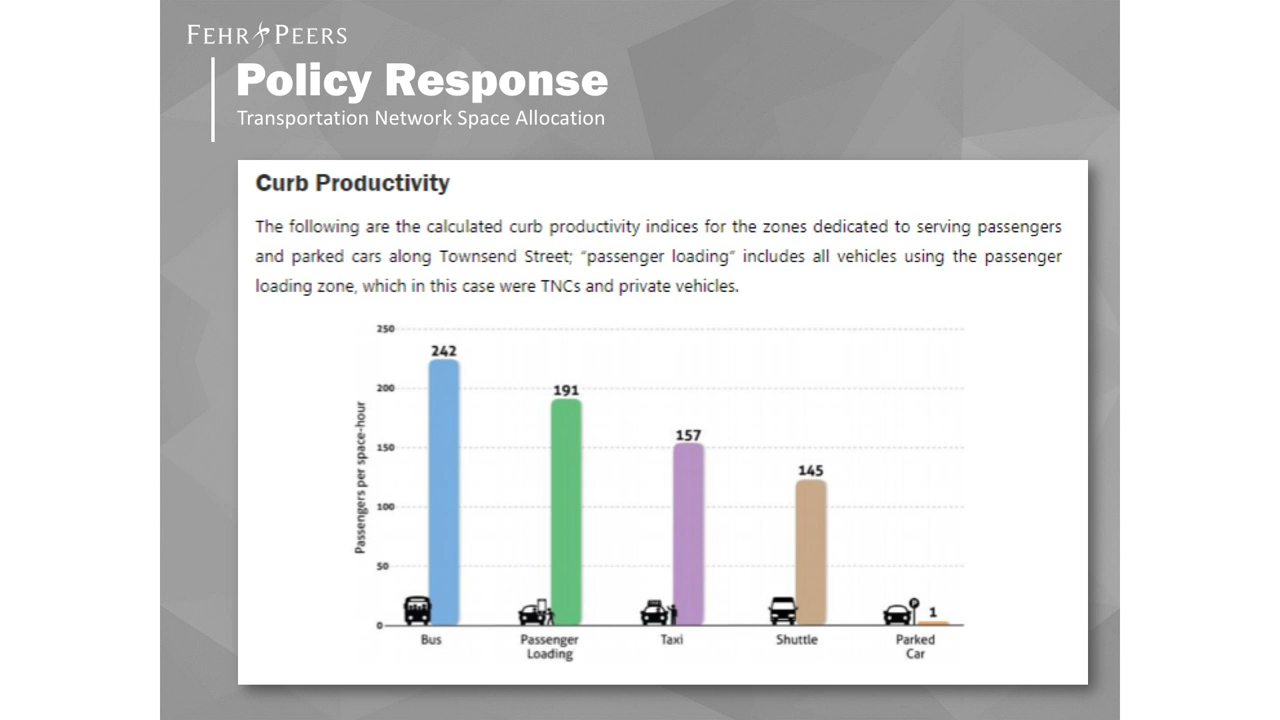 FEHR PEERS
Policy Response
Transportation Network Space Allocation
Curb Productivity
The following are the calculated curb productivity indices for the zones dedicated to serving passengers
and parked cars along Townsend Street; "passenger loading" includes all vehicles using the passenger
loading zone, which in this case were TNCs and private vehicles.
Passengers per space-hour
250
200
150
100
50
0
242
191
157
145
1
P
Bus
Passenger
Loading
Taxi
Shuttle
Parked
Car